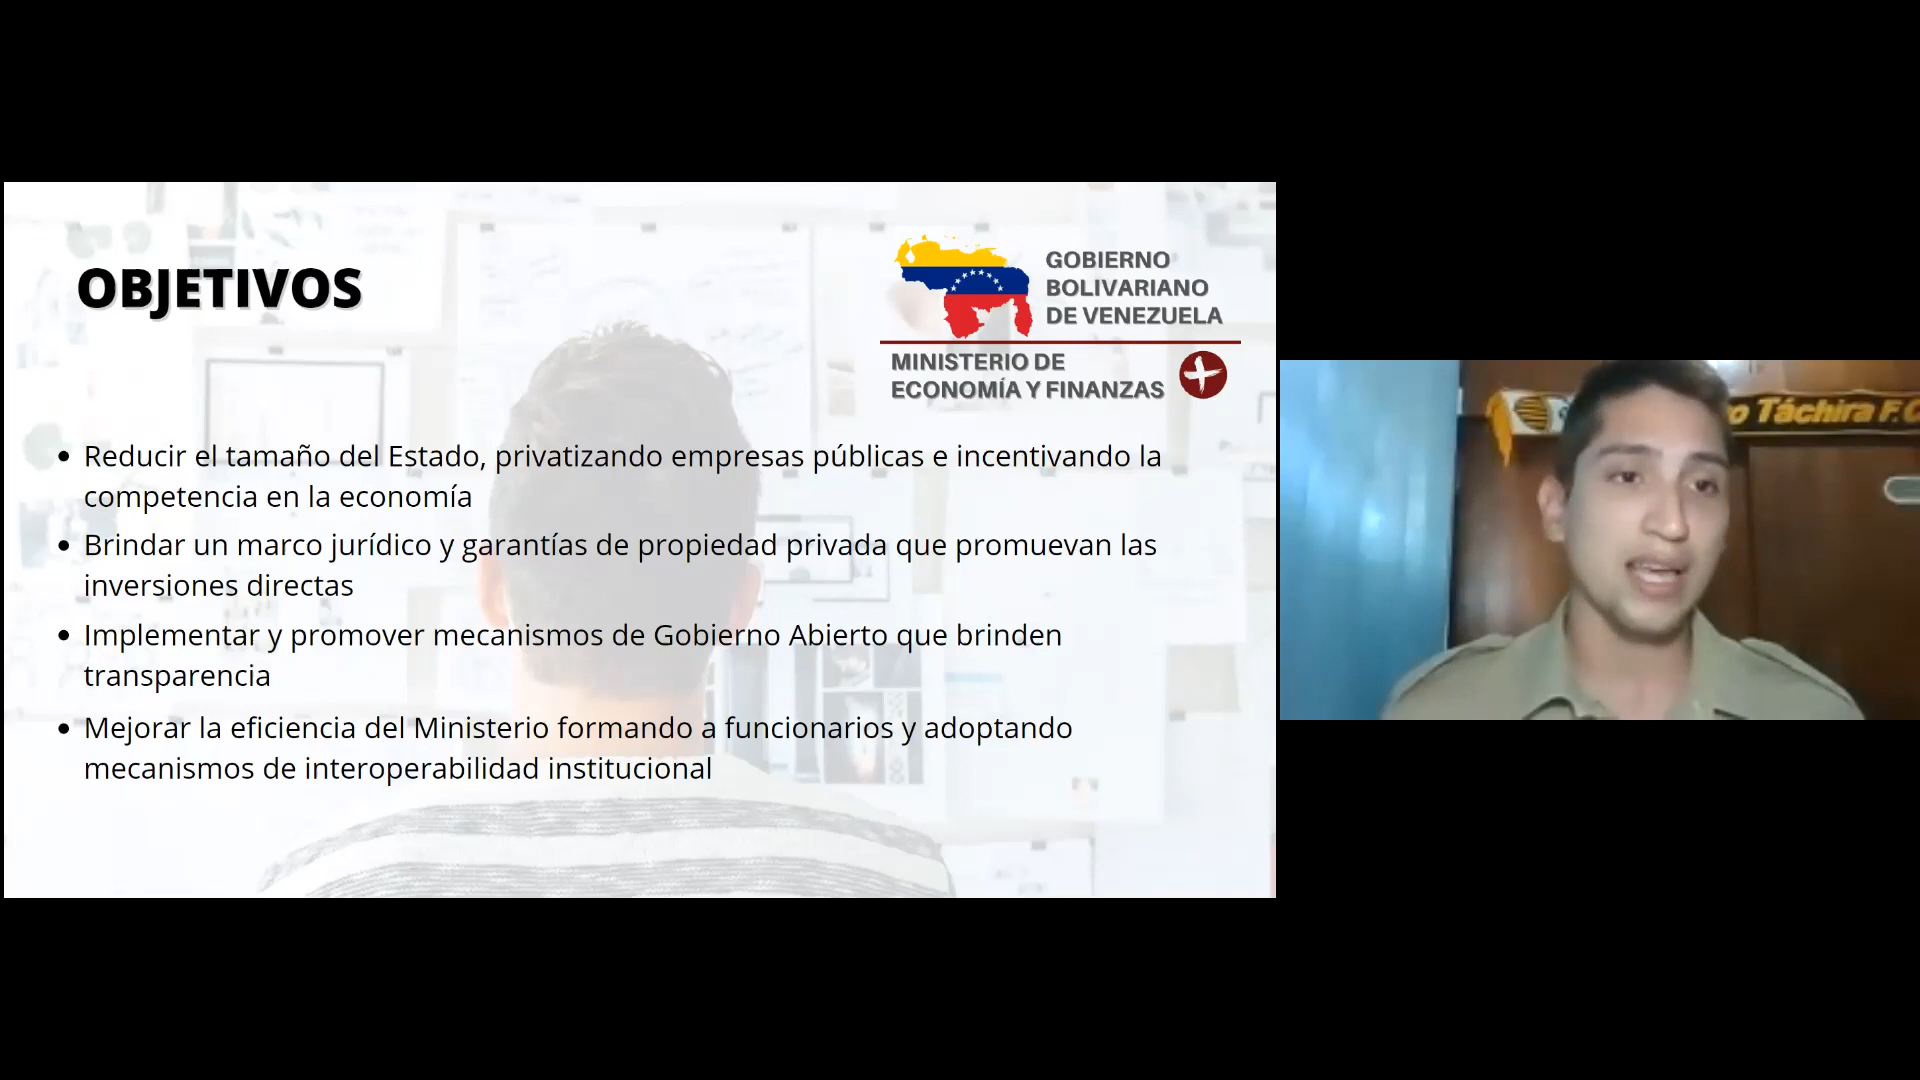 OBJETIVOS
GOBIERNO
BOLIVARIANO
DE VENEZUELA
MINISTERIO DE
ECONOMÍA Y FINANZAS
• Reducir el tamaño del Estado, privatizando empresas públicas e incentivando la
competencia en la economía
• Brindar un marco jurídico y garantías de propiedad privada que promuevan las
inversiones directas
• Implementar y promover mecanismos de Gobierno Abierto que brinden
transparencia
• Mejorar la eficiencia del Ministerio formando a funcionarios y adoptando
mecanismos de interoperabilidad institucional
Táchira F.C